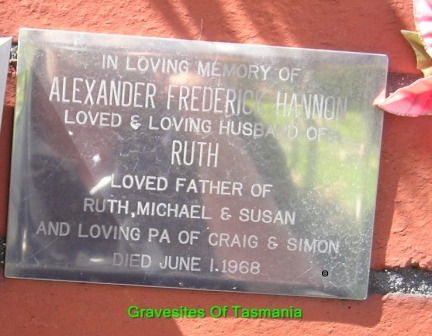 IN LOVING MEMORY OF
ALEXANDER FREDERICK HANNON
LOVED & LOVING HUSBAND OF
RUTH
LOVED FATHER OF
RUTH, MICHAEL & SUSAN
AND LOVING PA OF CRAIG & SIMON
DIED JUNE 1.1968
Gravesites Of Tasmania